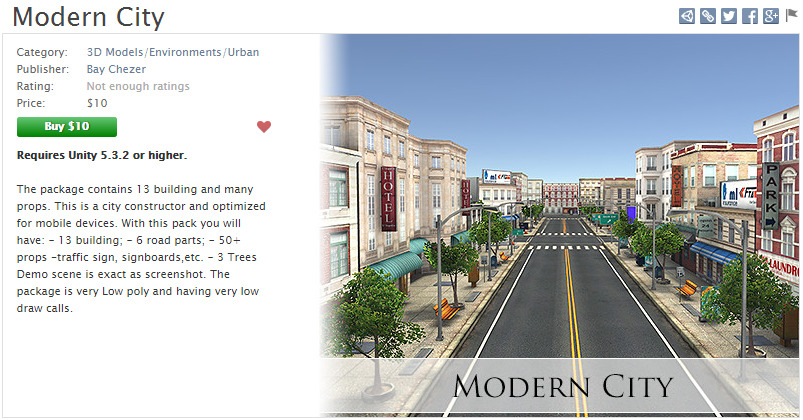 Modern City
Category: 3D Models/Environments/Urban
Publisher: Bay Chezer
Rating: Not enough ratings
Price: $10
Buy $10
Requires Unity 5.3.2 or higher.
The package contains 13 building and many
props. This is a city constructor and optimized
for mobile devices. With this pack you will
have: - 13 building; - 6 road parts; - 50+
props -traffic sign, signboards,etc. - 3 Trees
Demo scene is exact as screenshot. The
package is very Low poly and having very low
draw calls.
HOTEL
HOTEL
HOTEL
PARK
24
LAUNDRO
Modern City